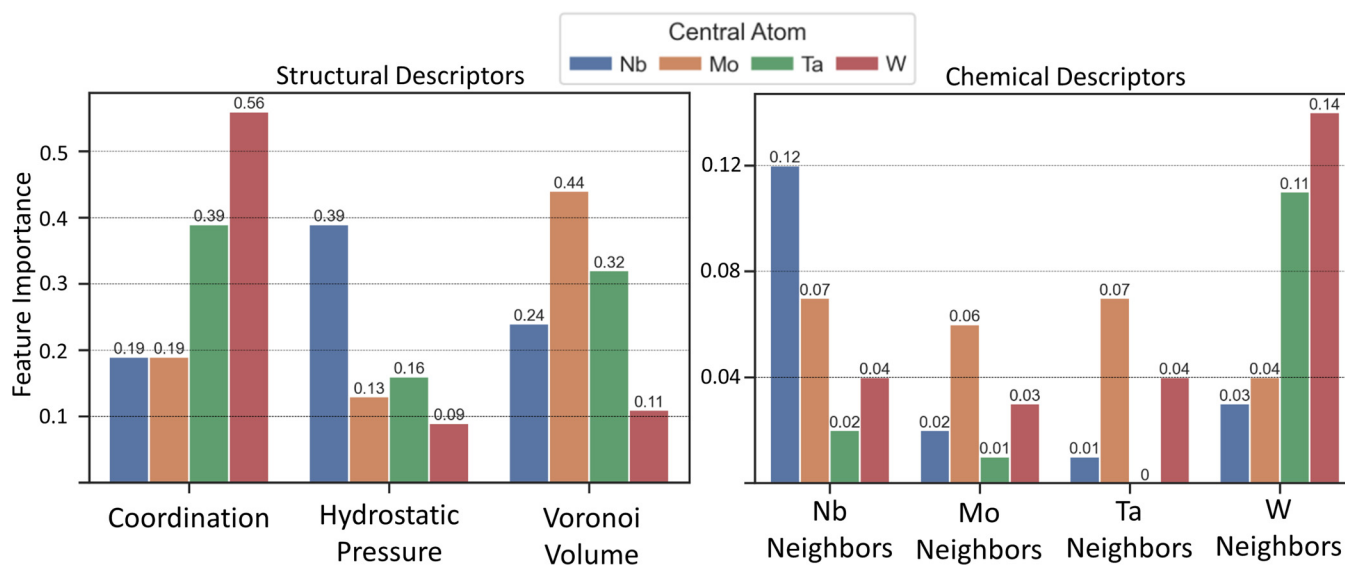 Central Atom
Nb Mo Ta W
Structural Descriptors
Chemical Descriptors
Feature Importance
0.5
0.4
0.3
0.2
0.1
0.19
0.19
0.39
0.56
0.39
0.13
0.16
0.09
0.24
0.44
0.32
0.11
Coordination
Hydrostatic
Pressure
Voronoi
Volume
0.12
0.08
0.04
0.12
0.07
0.02
0.04
0.02
0.06
0.01
0.03
0.01
0.07
0
0.04
0.03
0.04
0.11
0.14
Nb
Neighbors
Mo
Neighbors
Ta
Neighbors
W
Neighbors